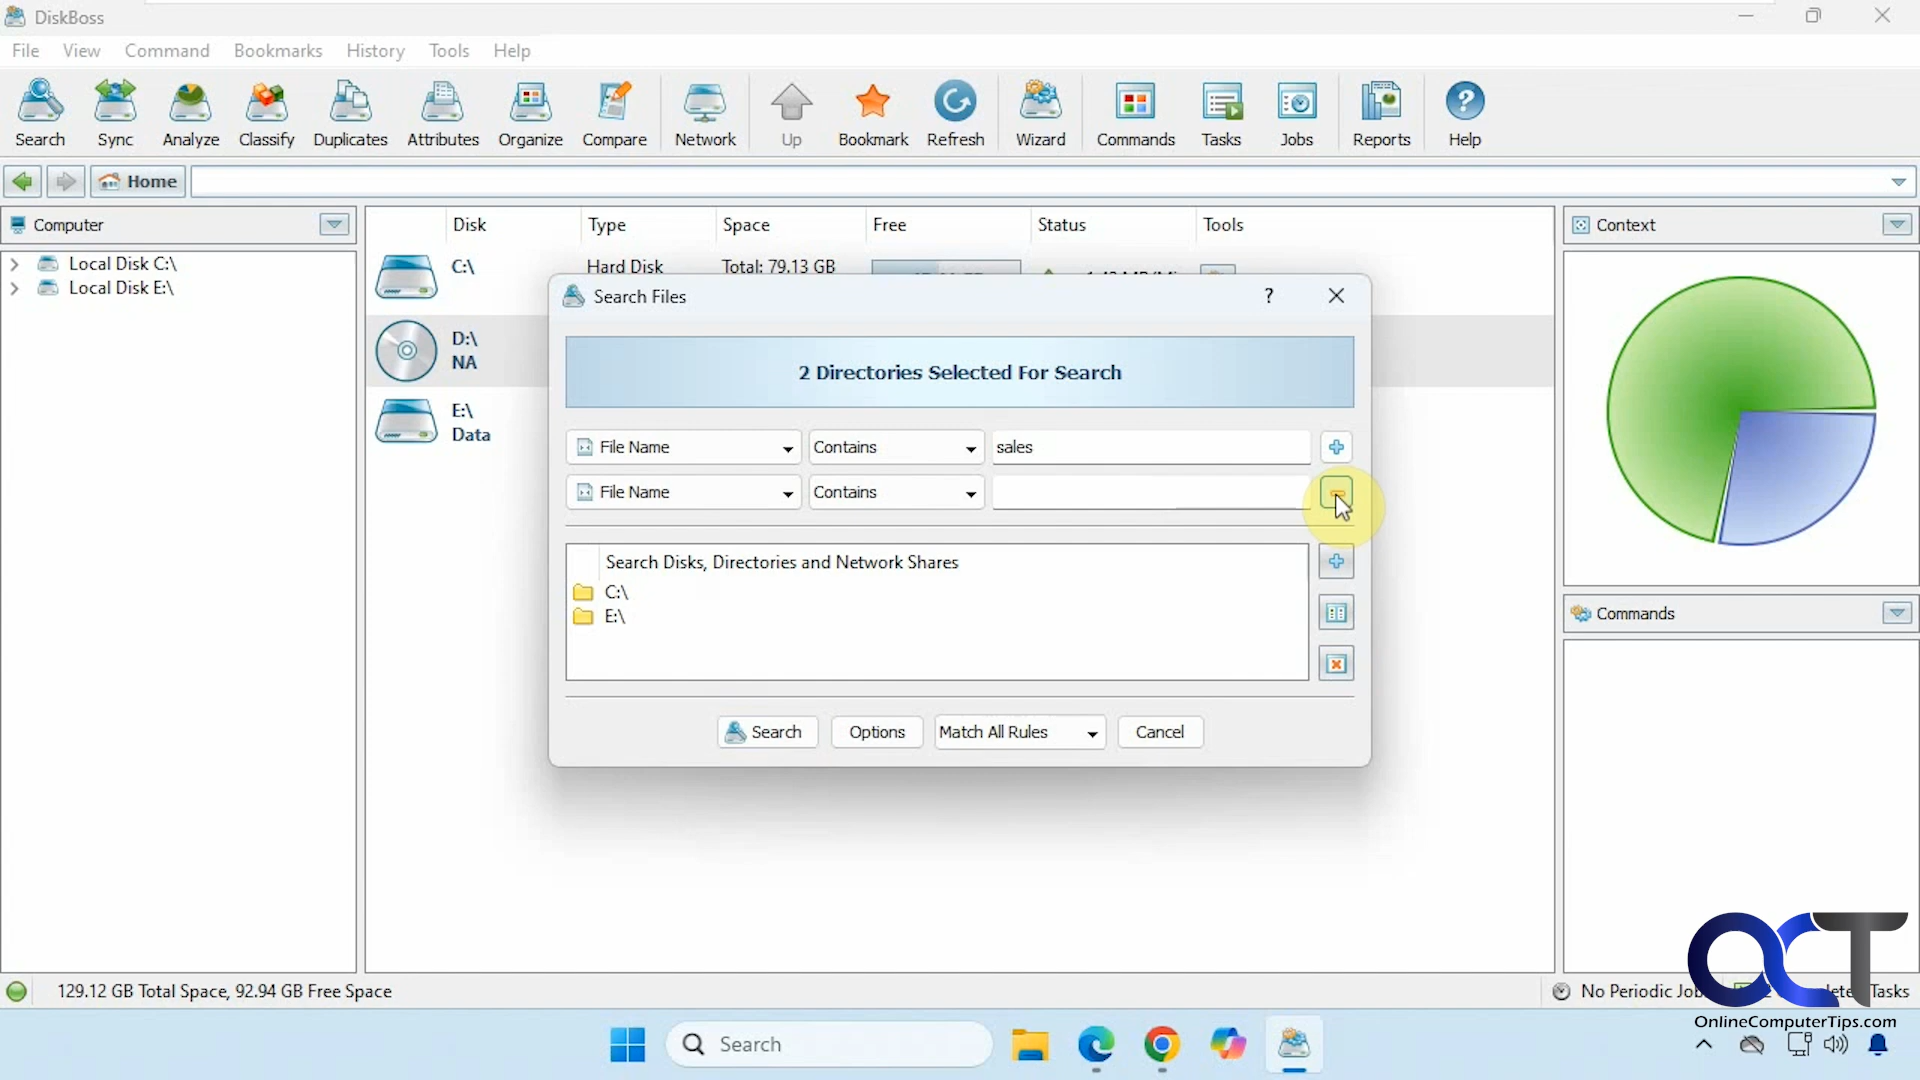 DiskBoss
File View Command Bookmarks History Tools Help
Search Sync Analyze Classify Duplicates Attributes Organize Compare Network Up Bookmark Refresh Wizard Commands Tasks Jobs Reports Help
Home
Computer
Local Disk C:\
Local Disk E:\
Disk Type Space Free Status Tools
C:\ Hard Disk Total: 79.13 GB
D:\
NA
E:\
Data
Search Files
?
2 Directories Selected For Search
File Name Contains sales
File Name Contains
Search Disks, Directories and Network Shares
C:\
E:\
Search Options Match All Rules Cancel
Context
Commands
129.12 GB Total Space, 92.94 GB Free Space
No Periodic Tasks
OCT
OnlineComputerTips.com
Search